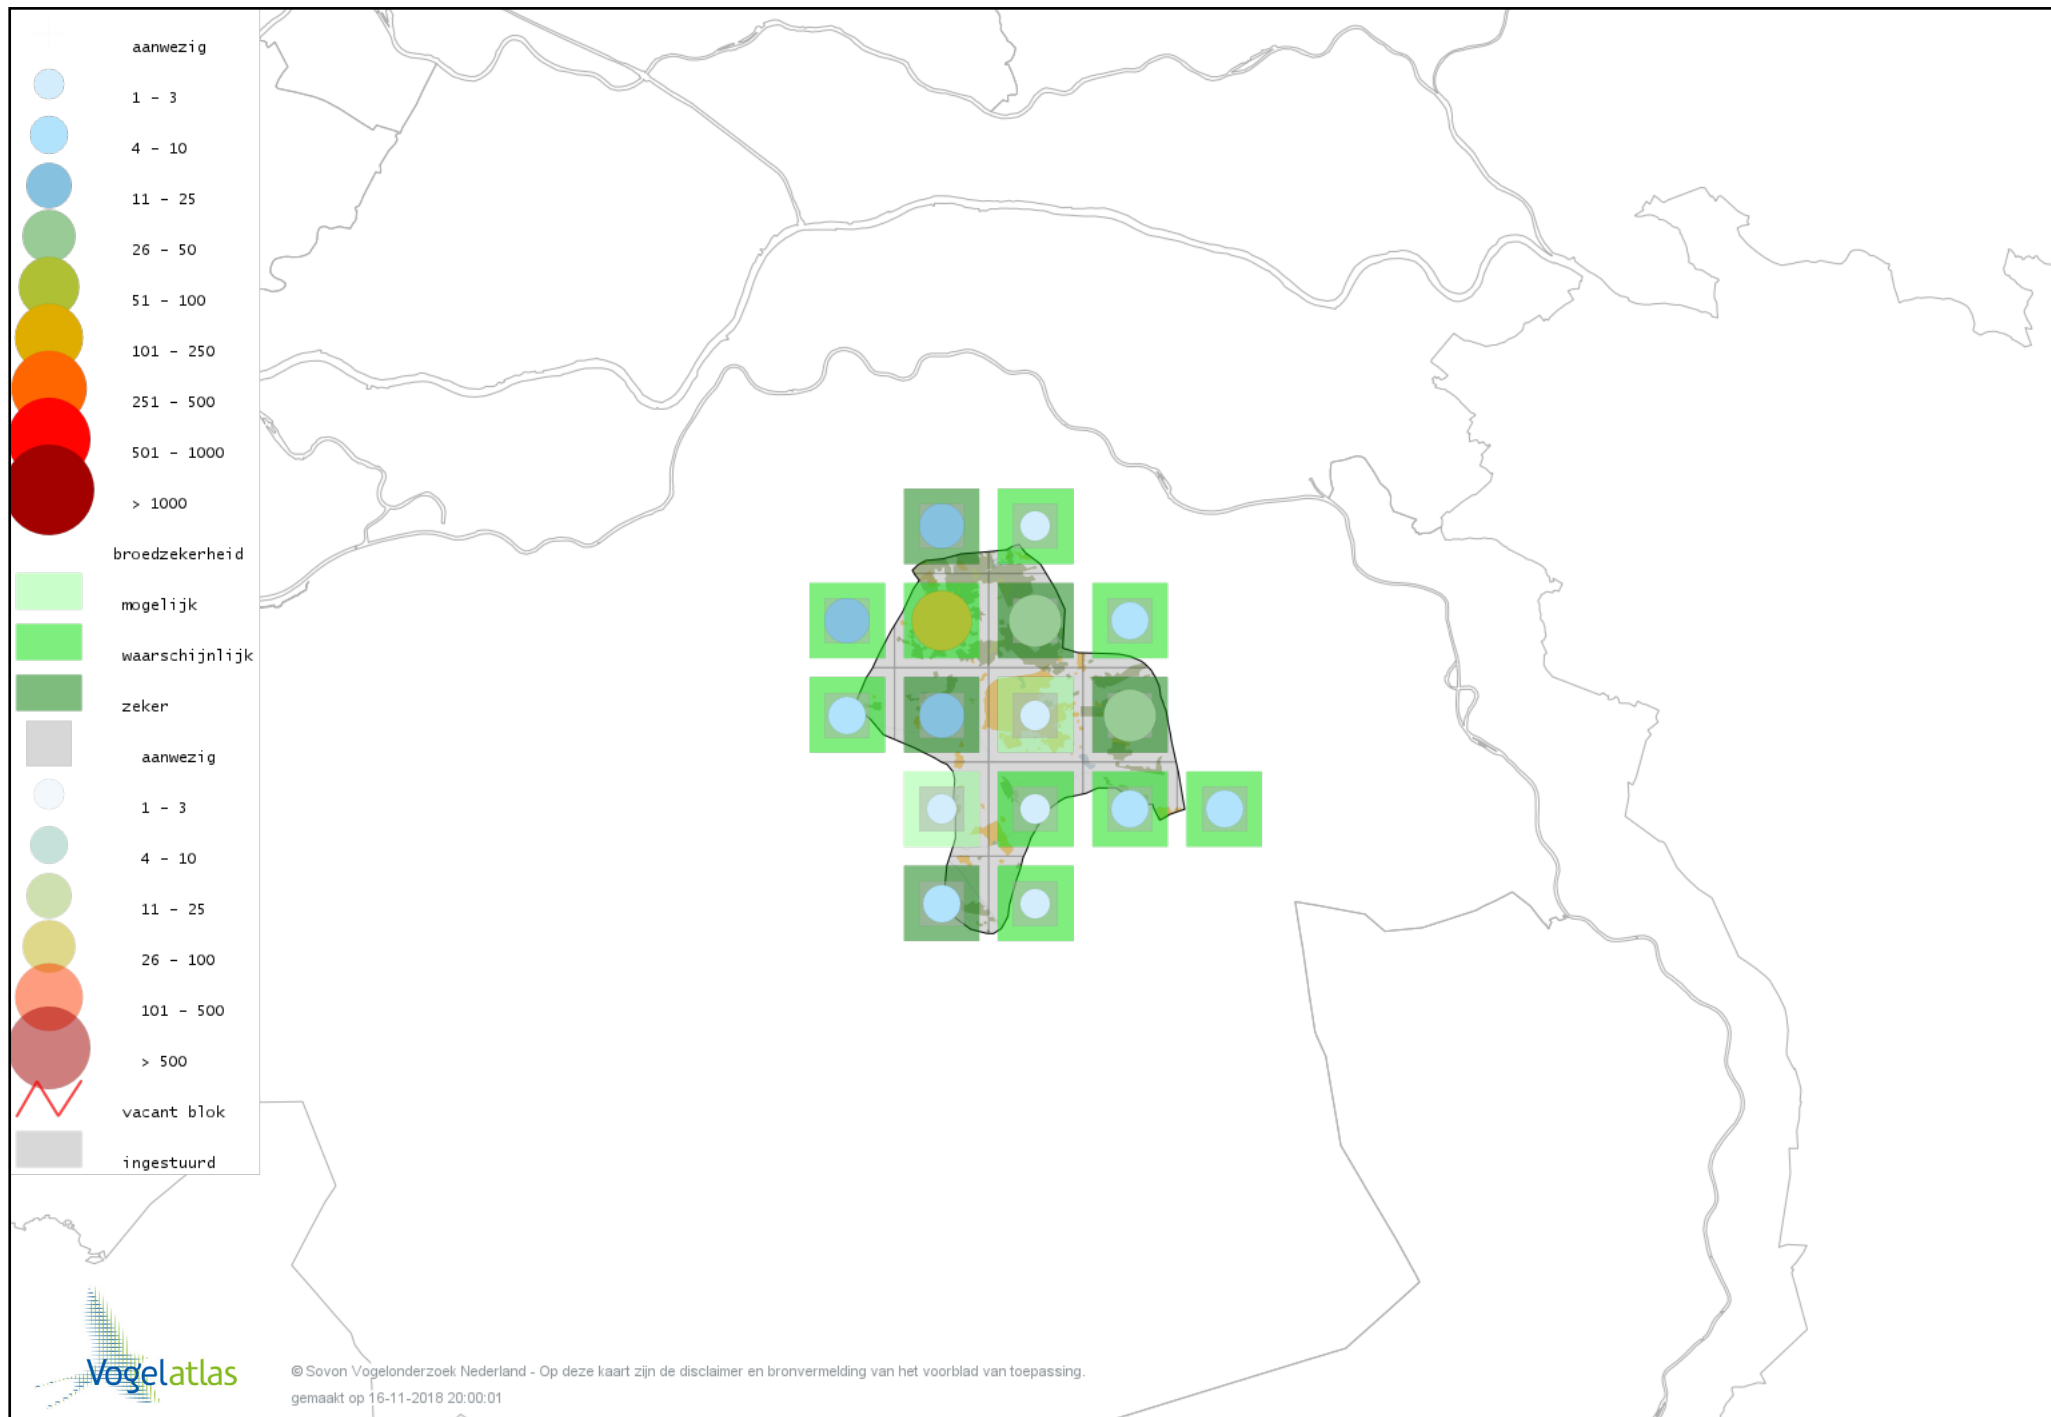 aanwezig
1 - 3
4 - 10
11 - 25
26 - 50
51 - 100
101 - 250
251 - 500
501 - 1000
> 1000
broedzekerheid
mogelijk
waarschijnlijk
zeker
aanwezig
1 - 3
4 - 10
11 - 25
26 - 100
101 - 500
> 500
vacant blok
ingestuurd
Vogelatlas
© Sovon Vogelonderzoek Nederland - Op deze kaart zijn de disclaimer en bronvermelding van het voorblad van toepassing.
gemaakt op 16-11-2018 20:00:01